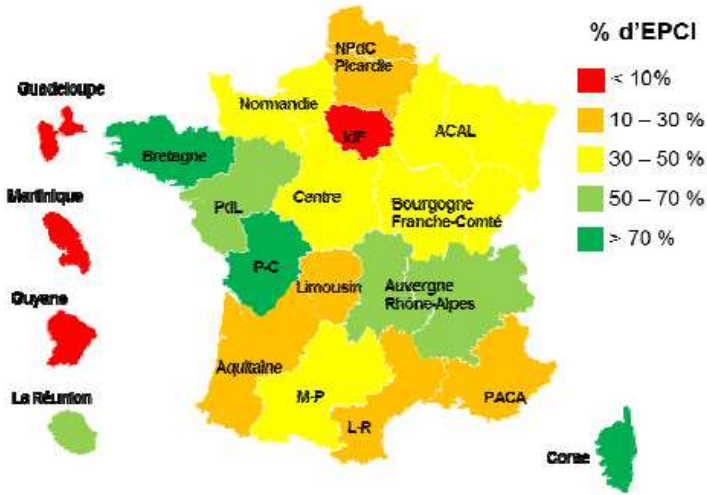 NPdC
Picardie
% d'EPCI
Guadeloupe
< 10%
Normandie
IdF
ACAL
10 – 30 %
Bretagne
30 – 50 %
Martinique
PdL
Centre
Bourgogne
Franche-Comté
50 – 70 %
> 70 %
P-C
Limousin
Auvergne
Rhône-Alpes
Guyane
Aquitaine
La Réunion
M-P
PACA
L-R
Corse